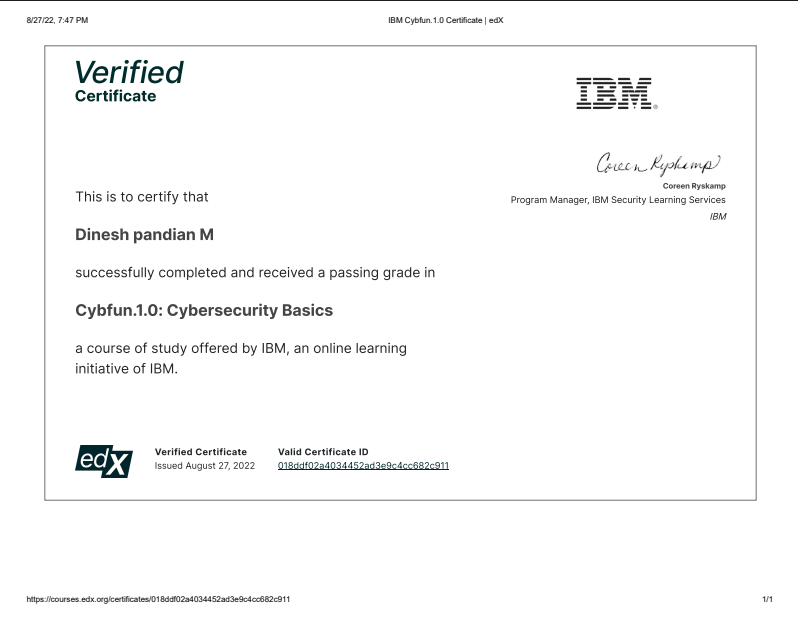 8/27/22, 7:47 PM
IBM Cybfun.1.0 Certificate | edX
Verified
Certificate
IBM®
Coreen Ryskamp
Coreen Ryskamp
Program Manager, IBM Security Learning Services
IBM
This is to certify that
Dinesh pandian M
successfully completed and received a passing grade in
Cybfun.1.0: Cybersecurity Basics
a course of study offered by IBM, an online learning
initiative of IBM.
edX
Verified Certificate
Issued August 27, 2022
Valid Certificate ID
018ddf02a4034452ad3e9c4cc682c911
https://courses.edx.org/certificates/018ddf02a4034452ad3e9c4cc682c911
1/1